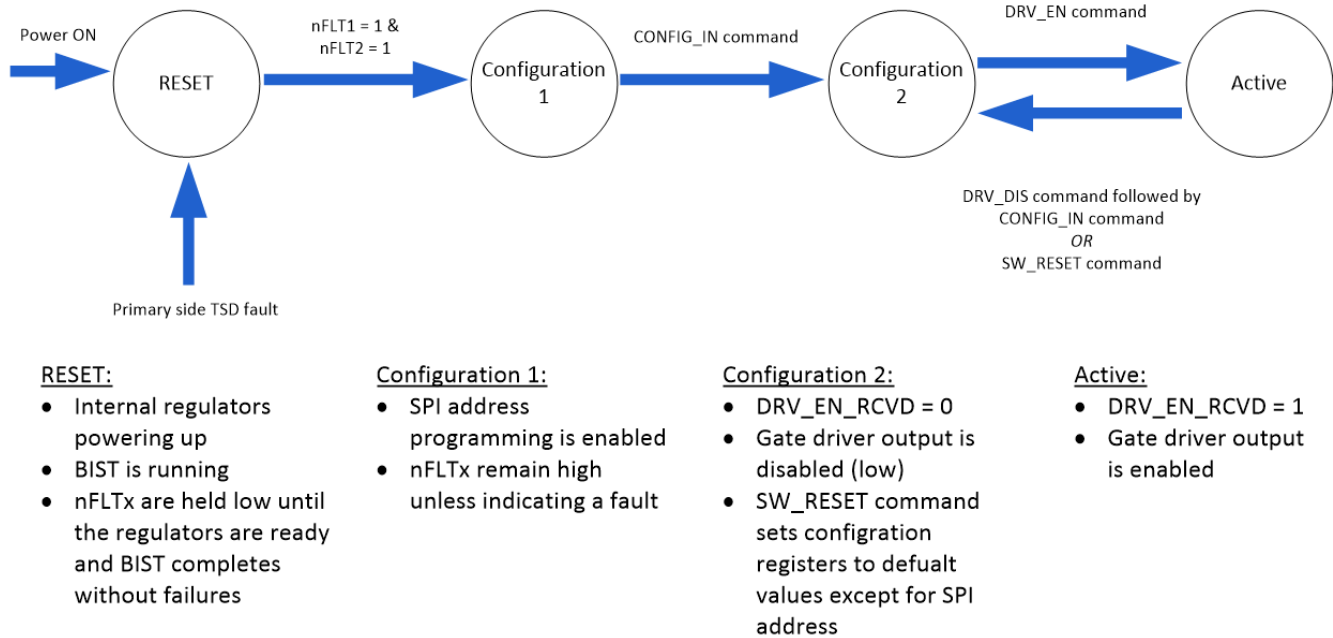 Power ON
RESET
nFLT1 = 1 &
nFLT2 = 1
Configuration
1
CONFIG_IN command
Configuration
2
DRV_EN command
Active
DRV_DIS command followed by
CONFIG_IN command
OR
SW_RESET command
Primary side TSD fault
RESET:
• Internal regulators
powering up
• BIST is running
• nFLTx are held low until
the regulators are ready
and BIST completes
without failures
Configuration 1:
• SPI address
programming is enabled
• nFLTx remain high
unless indicating a fault
Configuration 2:
• DRV_EN_RCVD = 0
• Gate driver output is
disabled (low)
• SW_RESET command
sets configration
registers to defualt
values except for SPI
address
Active:
• DRV_EN_RCVD = 1
• Gate driver output
is enabled